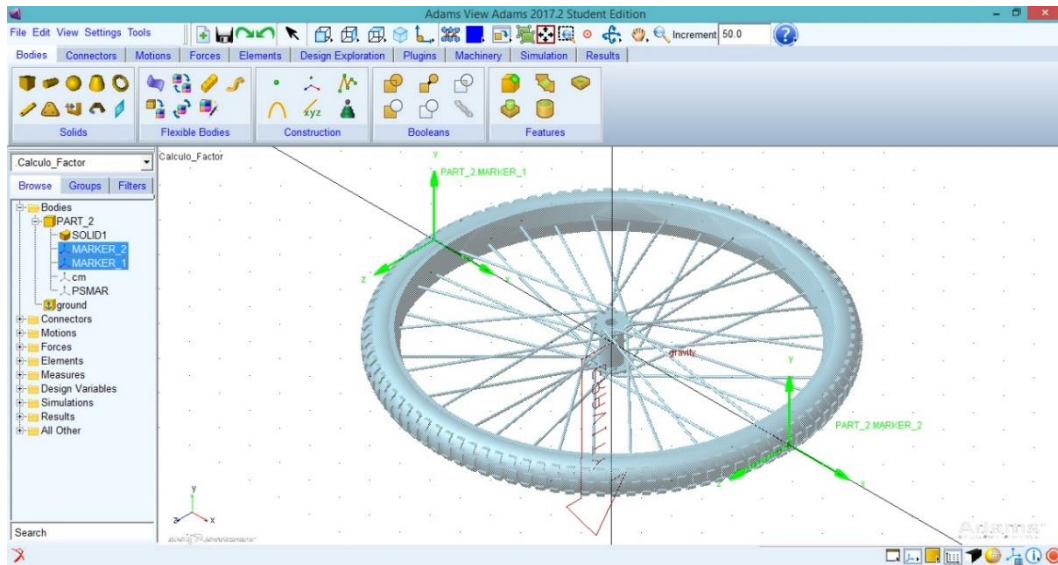 Adams View Adams 2017.2 Student Edition
File Edit View Settings Tools
Increment 50.0
Bodies Connectors Motions Forces Elements Design Exploration Plugins Machinery Simulation Results
xyz
Solids Flexible Bodies Construction Booleans Features
.Calculo_Factor
Browse Groups Filters
Bodies
PART_2
SOLID1
MARKER_2
MARKER_1
cm
PSMAR
ground
Connectors
Motions
Forces
Elements
Measures
Design Variables
Simulations
Results
All Other
Search
Calculo_Factor
y
PART_2.MARKER_1
z
x
gravity
y
PART_2.MARKER_2
z
x
y
z
x
Adams